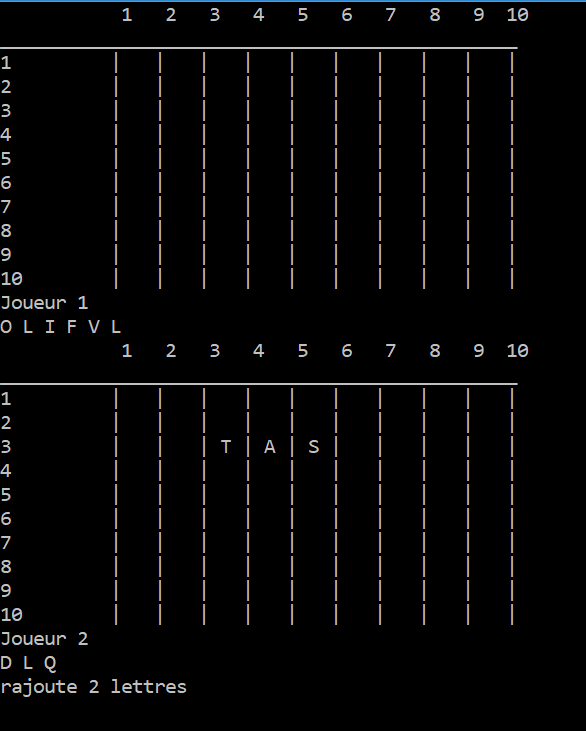 1 2 3 4 5 6 7 8 9 10
1 | | | | | | | | | |
2 | | | | | | | | | |
3 | | | | | | | | | |
4 | | | | | | | | | |
5 | | | | | | | | | |
6 | | | | | | | | | |
7 | | | | | | | | | |
8 | | | | | | | | | |
9 | | | | | | | | | |
10 | | | | | | | | | |
Joueur 1
O L I F V L
1 2 3 4 5 6 7 8 9 10
1 | | | | | | | | | |
2 | | | | | | | | | |
3 | | | T | A | S | | | | |
4 | | | | | | | | | |
5 | | | | | | | | | |
6 | | | | | | | | | |
7 | | | | | | | | | |
8 | | | | | | | | | |
9 | | | | | | | | | |
10 | | | | | | | | | |
Joueur 2
D L Q
rajoute 2 lettres